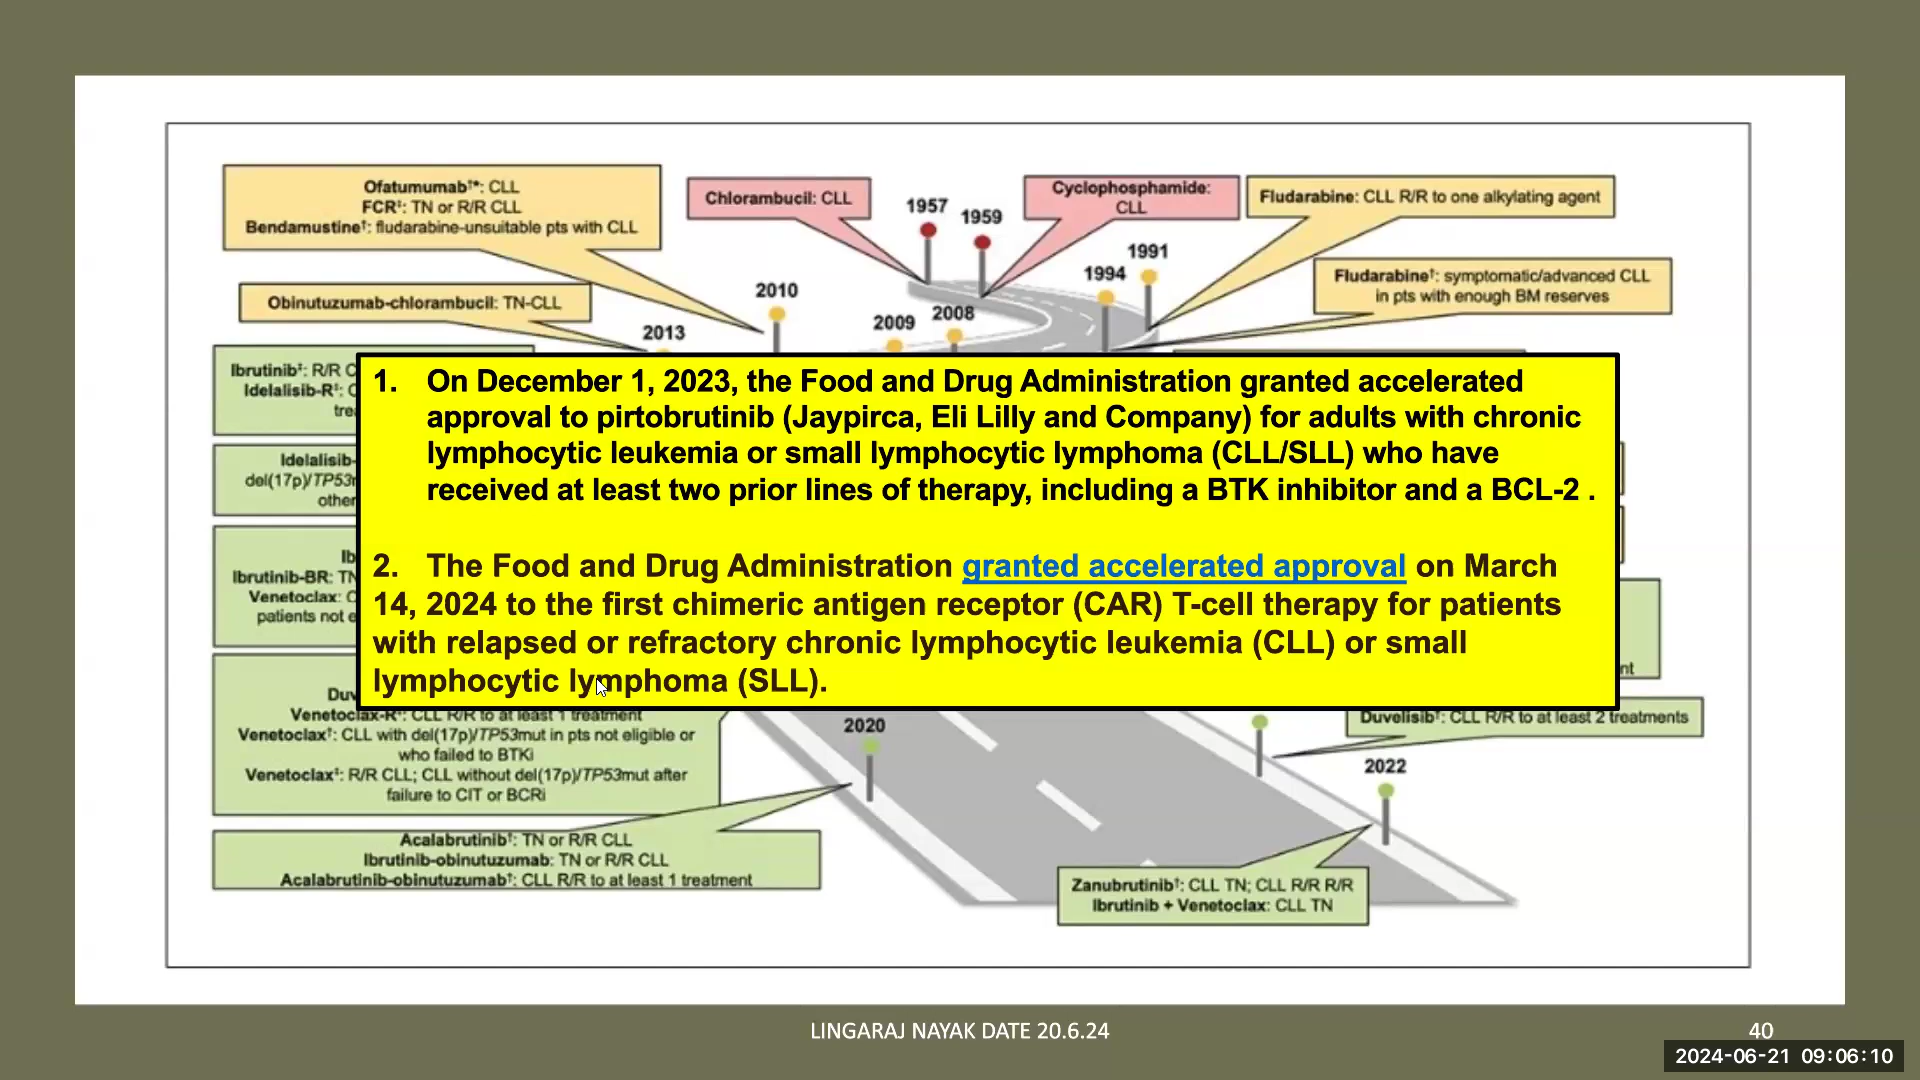 Ofatumumab†*: CLL
FCR‡: TN or R/R CLL
Bendamustine†: fludarabine-unsuitable pts with CLL
Chlorambucil: CLL
1957
1959
Cyclophosphamide:
CLL
Fludarabine: CLL R/R to one alkylating agent
1991
1994
Fludarabine†: symptomatic/advanced CLL
in pts with enough BM reserves
Obinutuzumab-chlorambucil: TN-CLL
2013
2010
2009
2008
Ibrutinib‡: R/R
Idelalisib-R‡:
Idelalisib-
del(17p)/TP53
other
Ibrutinib-BR:
Venetoclax:
patients not
1. On December 1, 2023, the Food and Drug Administration granted accelerated
approval to pirtobrutinib (Jaypirca, Eli Lilly and Company) for adults with chronic
lymphocytic leukemia or small lymphocytic lymphoma (CLL/SLL) who have
received at least two prior lines of therapy, including a BTK inhibitor and a BCL-2 .
2. The Food and Drug Administration granted accelerated approval on March
14, 2024 to the first chimeric antigen receptor (CAR) T-cell therapy for patients
with relapsed or refractory chronic lymphocytic leukemia (CLL) or small
lymphocytic lymphoma (SLL).
Venetoclax-R‡: CLL R/R to at least 1 treatment
Venetoclax†: CLL with del(17p)/TP53mut in pts not eligible or
who failed to BTKi
Venetoclax‡: R/R CLL; CLL without del(17p)/TP53mut after
failure to CIT or BCRi
2020
Duvelisib†: CLL R/R to at least 2 treatments
2022
Acalabrutinib†: TN or R/R CLL
Ibrutinib-obinutuzumab: TN or R/R CLL
Acalabrutinib-obinutuzumab†: CLL R/R to at least 1 treatment
Zanubrutinib†: CLL TN; CLL R/R R/R
Ibrutinib + Venetoclax: CLL TN
LINGARAJ NAYAK DATE 20.6.24
40
2024-06-21 09:06:10